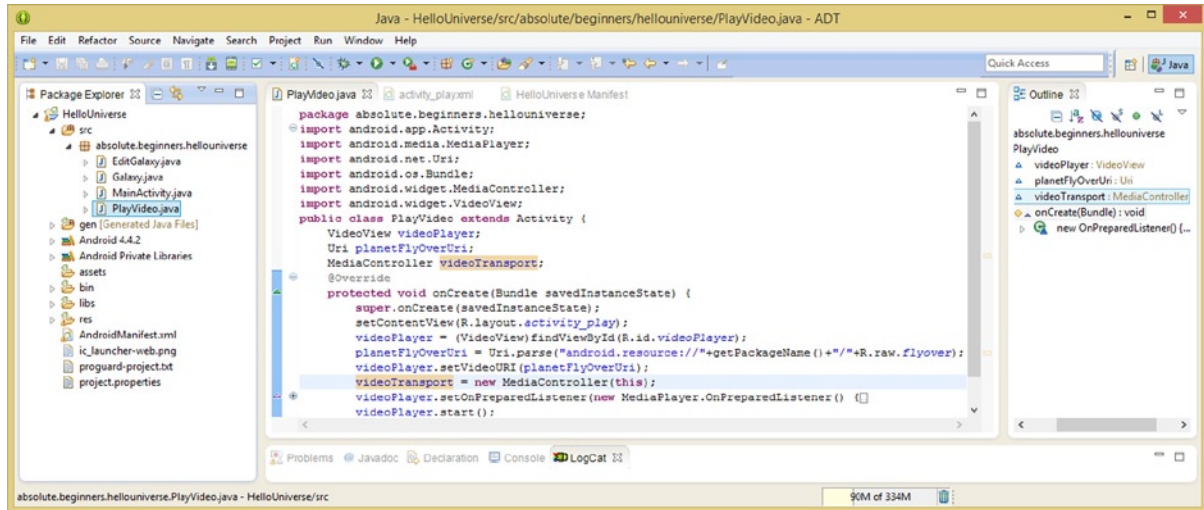 Java - HelloUniverse/src/absolute/beginners/hellouniverse/PlayVideo.java - ADT
File Edit Refactor Source Navigate Search Project Run Window Help
Quick Access
Java
Package Explorer
HelloUniverse
src
absolute.beginners.hellouniverse
EditGalaxy.java
Galaxy.java
MainActivity.java
PlayVideo.java
gen [Generated Java Files]
Android 4.4.2
Android Private Libraries
assets
bin
libs
res
AndroidManifest.xml
ic_launcher-web.png
proguard-project.txt
project.properties
PlayVideo.java activity_play.xml HelloUniverse Manifest
package absolute.beginners.hellouniverse;
import android.app.Activity;
import android.media.MediaPlayer;
import android.net.Uri;
import android.os.Bundle;
import android.widget.MediaController;
import android.widget.VideoView;
public class PlayVideo extends Activity {
VideoView videoPlayer;
Uri planetFlyOverUri;
MediaController videoTransport;
@Override
protected void onCreate(Bundle savedInstanceState) {
super.onCreate(savedInstanceState);
setContentView(R.layout.activity_play);
videoPlayer = (VideoView)findViewById(R.id.videoPlayer);
planetFlyOverUri = Uri.parse("android.resource://"+getPackageName()+"/"+R.raw.flyover);
videoPlayer.setVideoURI(planetFlyOverUri);
videoTransport = new MediaController(this);
videoPlayer.setOnPreparedListener(new MediaPlayer.OnPreparedListener() {
videoPlayer.start();
Outline
absolute.beginners.hellouniverse
PlayVideo
videoPlayer : VideoView
planetFlyOverUri : Uri
videoTransport : MediaController
onCreate(Bundle) : void
new OnPreparedListener() {...
Problems @ Javadoc Declaration Console LogCat
absolute.beginners.hellouniverse.PlayVideo.java - HelloUniverse/src
90M of 334M